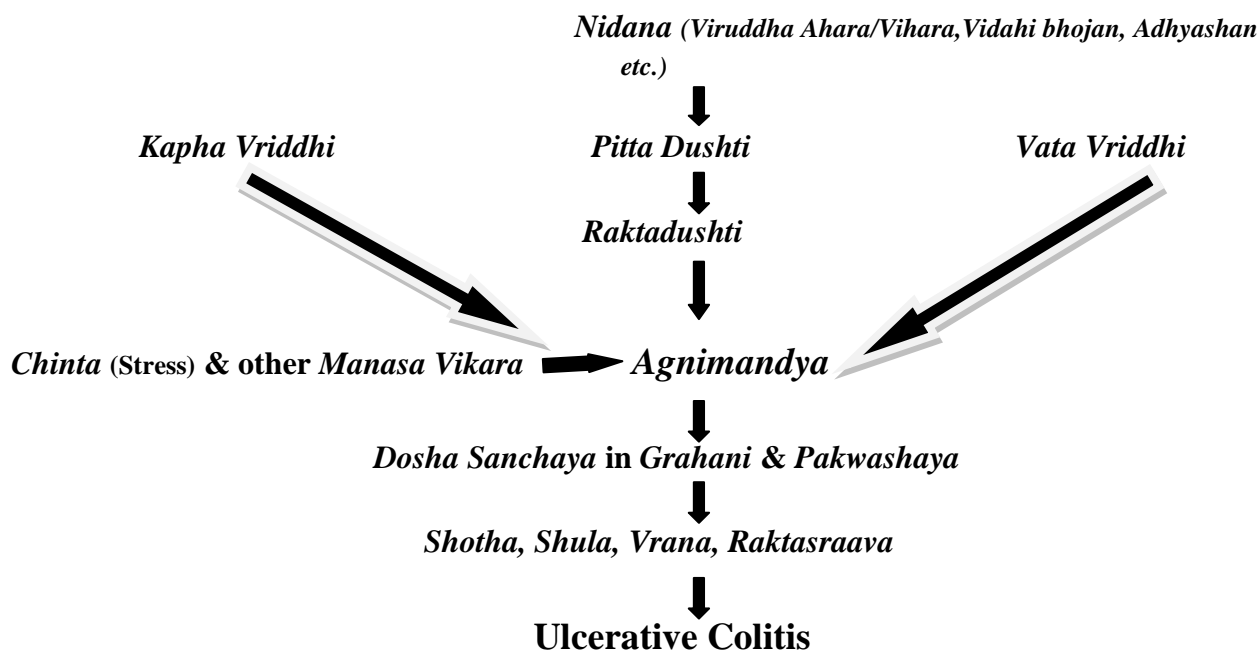 Nidana (Viruddha Ahara/Vihara,Vidahi bhojan, Adhyashan
etc.)
Kapha Vriddhi
Pitta Dushti
Vata Vriddhi
Raktadushti
Chinta (Stress) & other Manasa Vikara
Agnimandya
Dosha Sanchaya in Grahani & Pakwashaya
Shotha, Shula, Vrana, Raktasraava
Ulcerative Colitis